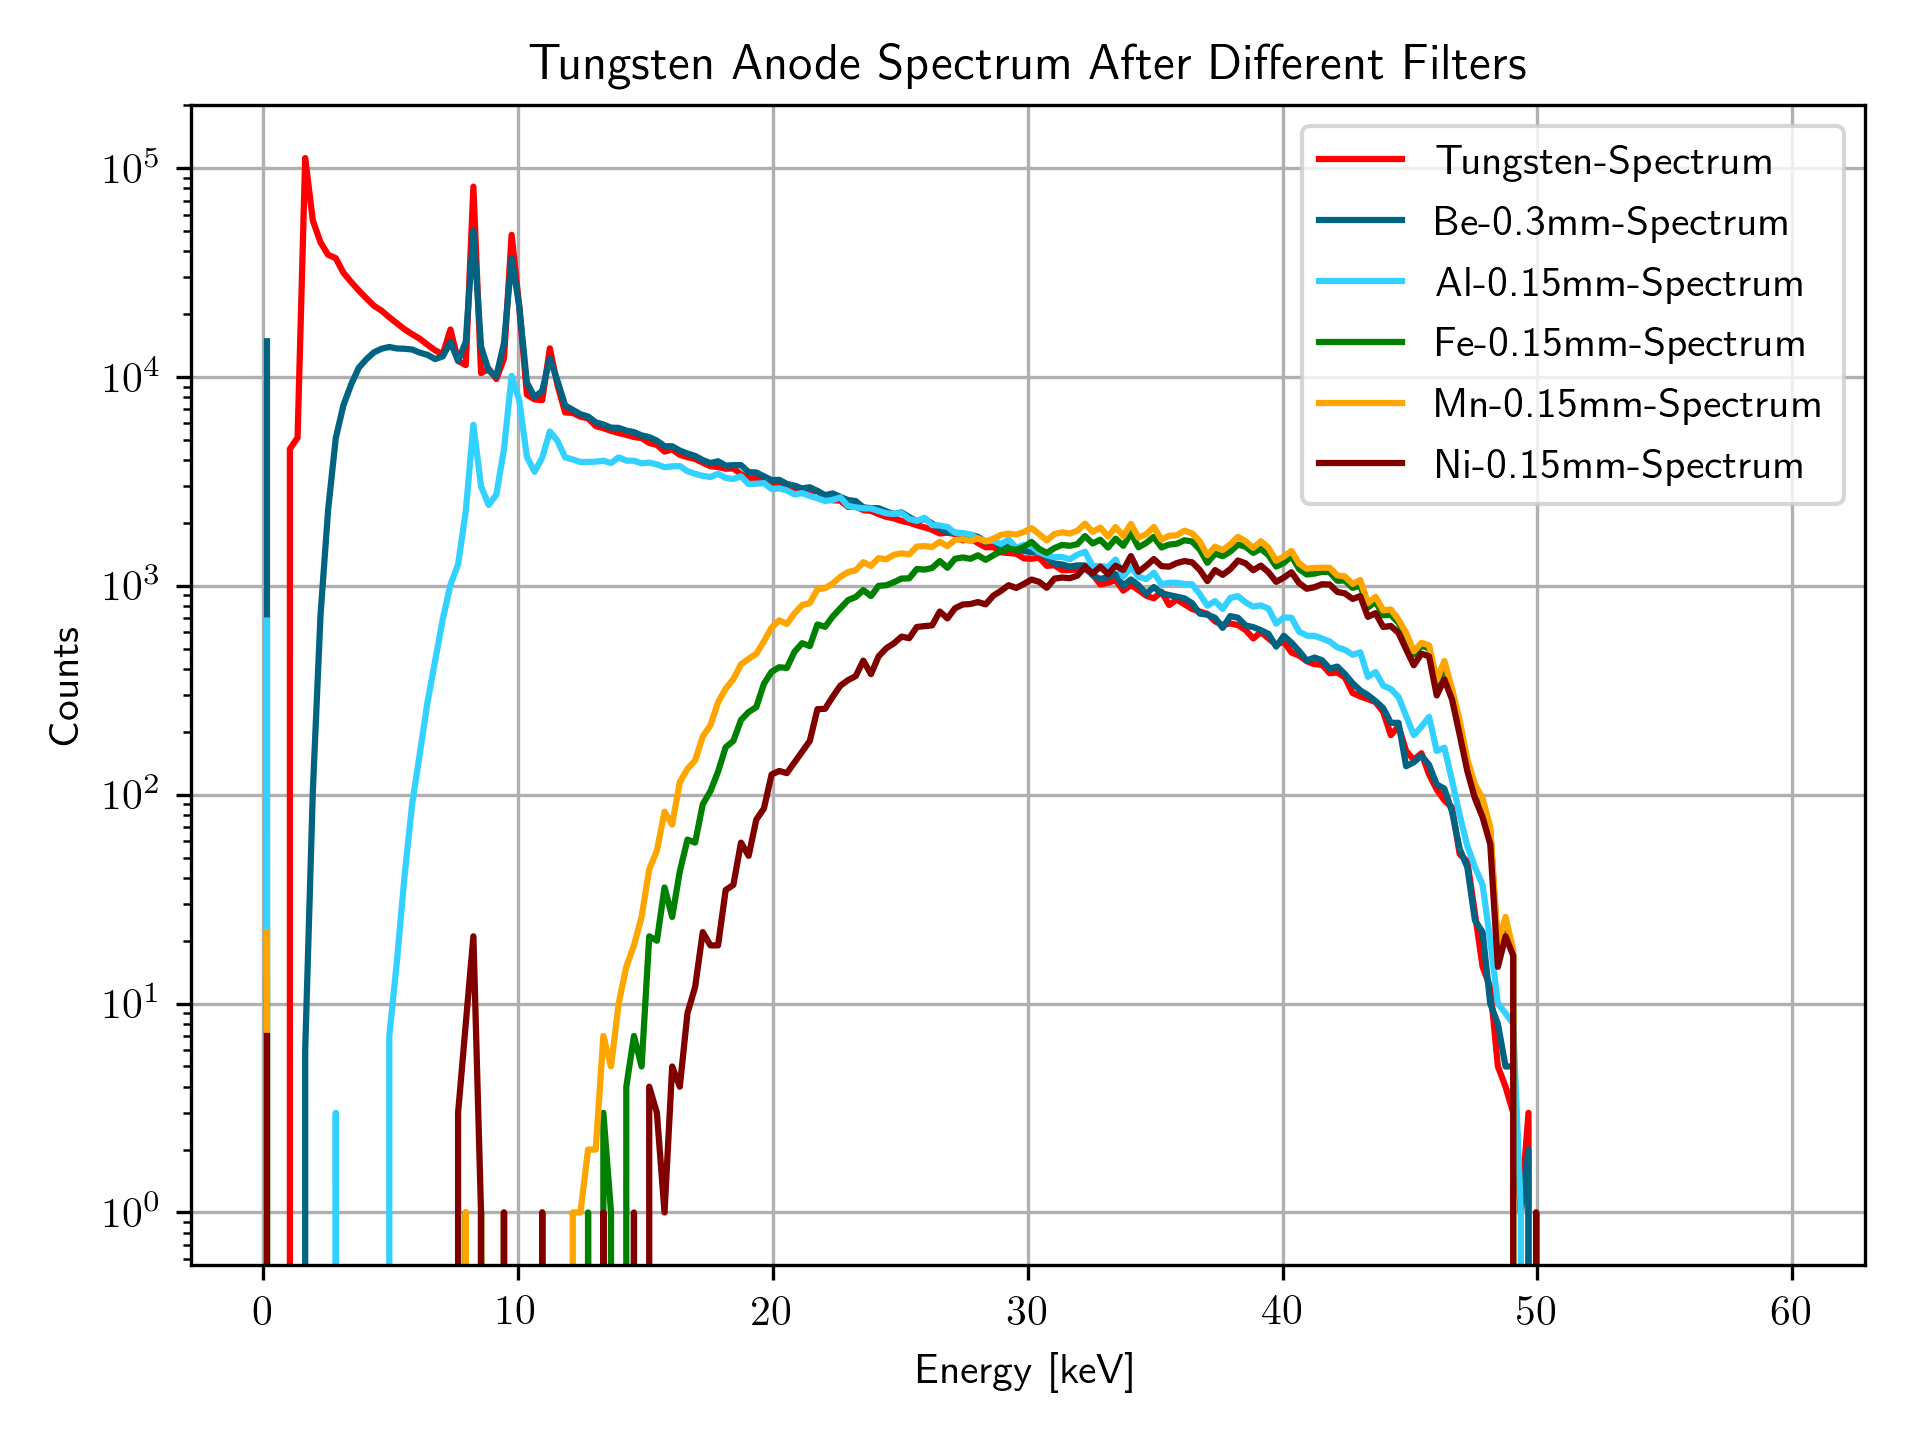 Tungsten Anode Spectrum After Different Filters
Counts
10^5
10^4
10^3
10^2
10^1
10^0
Tungsten-Spectrum
Be-0.3mm-Spectrum
Al-0.15mm-Spectrum
Fe-0.15mm-Spectrum
Mn-0.15mm-Spectrum
Ni-0.15mm-Spectrum
0 10 20 30 40 50 60
Energy [keV]